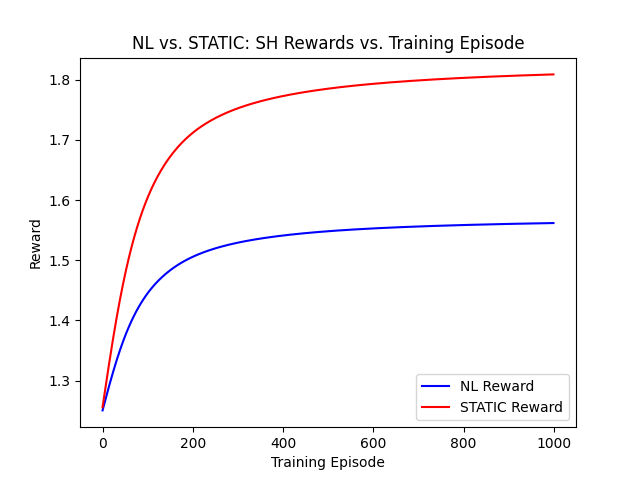 NL vs. STATIC: SH Rewards vs. Training Episode
Reward
1.8
1.7
1.6
1.5
1.4
1.3
0 200 400 600 800 1000
Training Episode
NL Reward
STATIC Reward